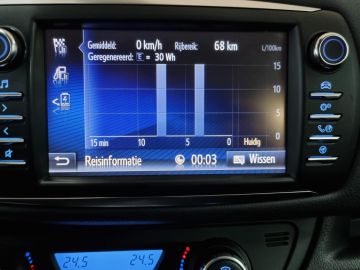 Gemiddeld: 0 km/h Rijbereik: 68 km L/100km
Geregenereerd: E = 30 Wh
15
10
5
0
15 min 10 5 0 Huidig
Reisinformatie 00:03 Wissen
24.5 24.5